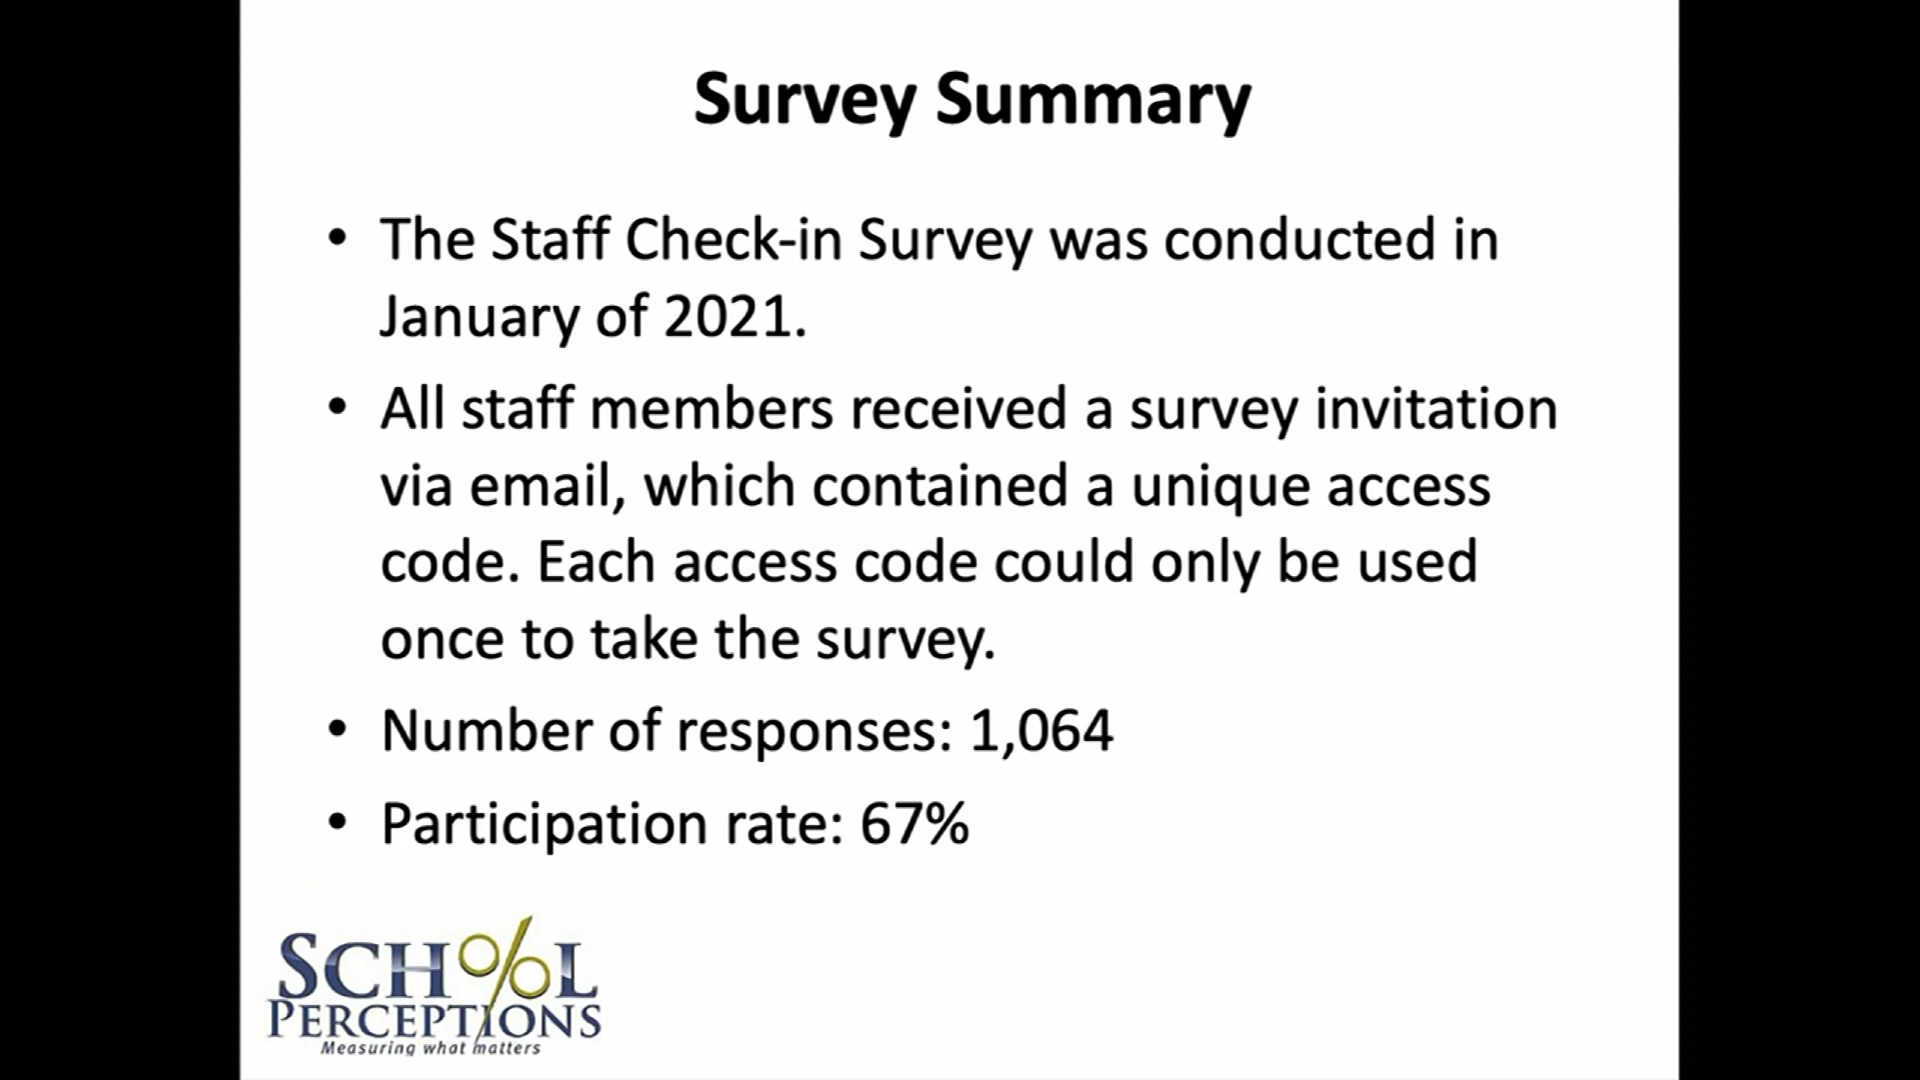 Survey Summary
• The Staff Check-in Survey was conducted in
January of 2021.
• All staff members received a survey invitation
via email, which contained a unique access
code. Each access code could only be used
once to take the survey.
• Number of responses: 1,064
• Participation rate: 67%
SCHO%OL
PERCEPTIONS
Measuring what matters